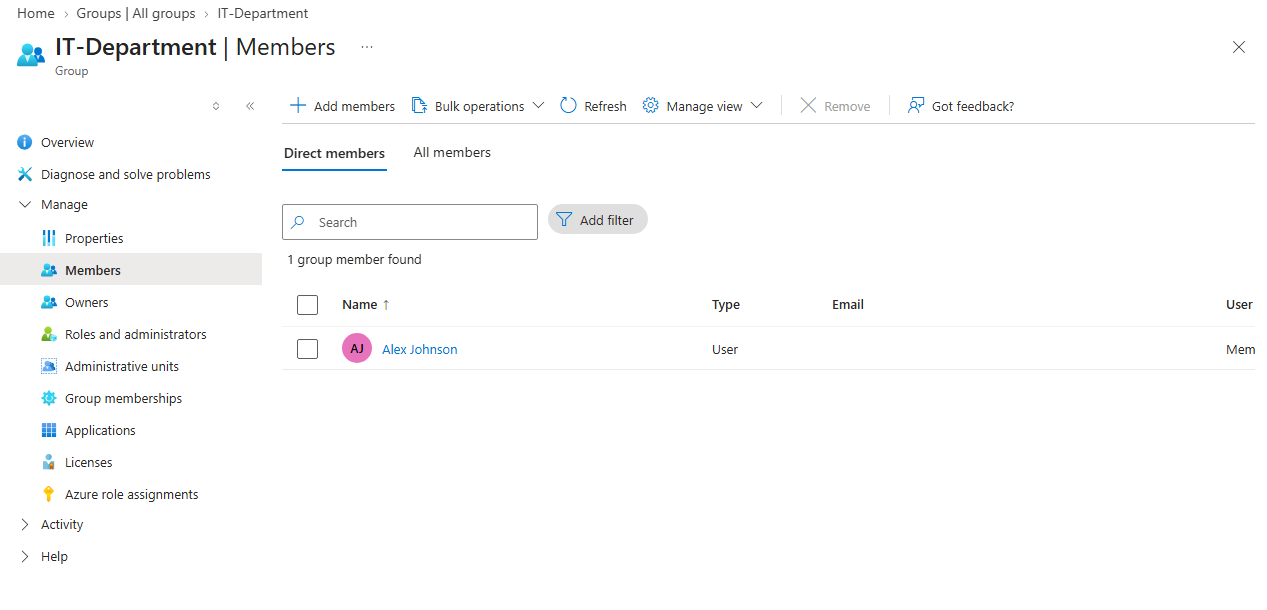 Home > Groups | All groups > IT-Department
IT-Department | Members ...
Group
Add members Bulk operations Refresh Manage view Remove Got feedback?
Overview
Diagnose and solve problems
Manage
Properties
Members
Owners
Roles and administrators
Administrative units
Group memberships
Applications
Licenses
Azure role assignments
Activity
Help
Direct members All members
Search Add filter
1 group member found
Name ↑ Type Email User
AJ Alex Johnson User Mem